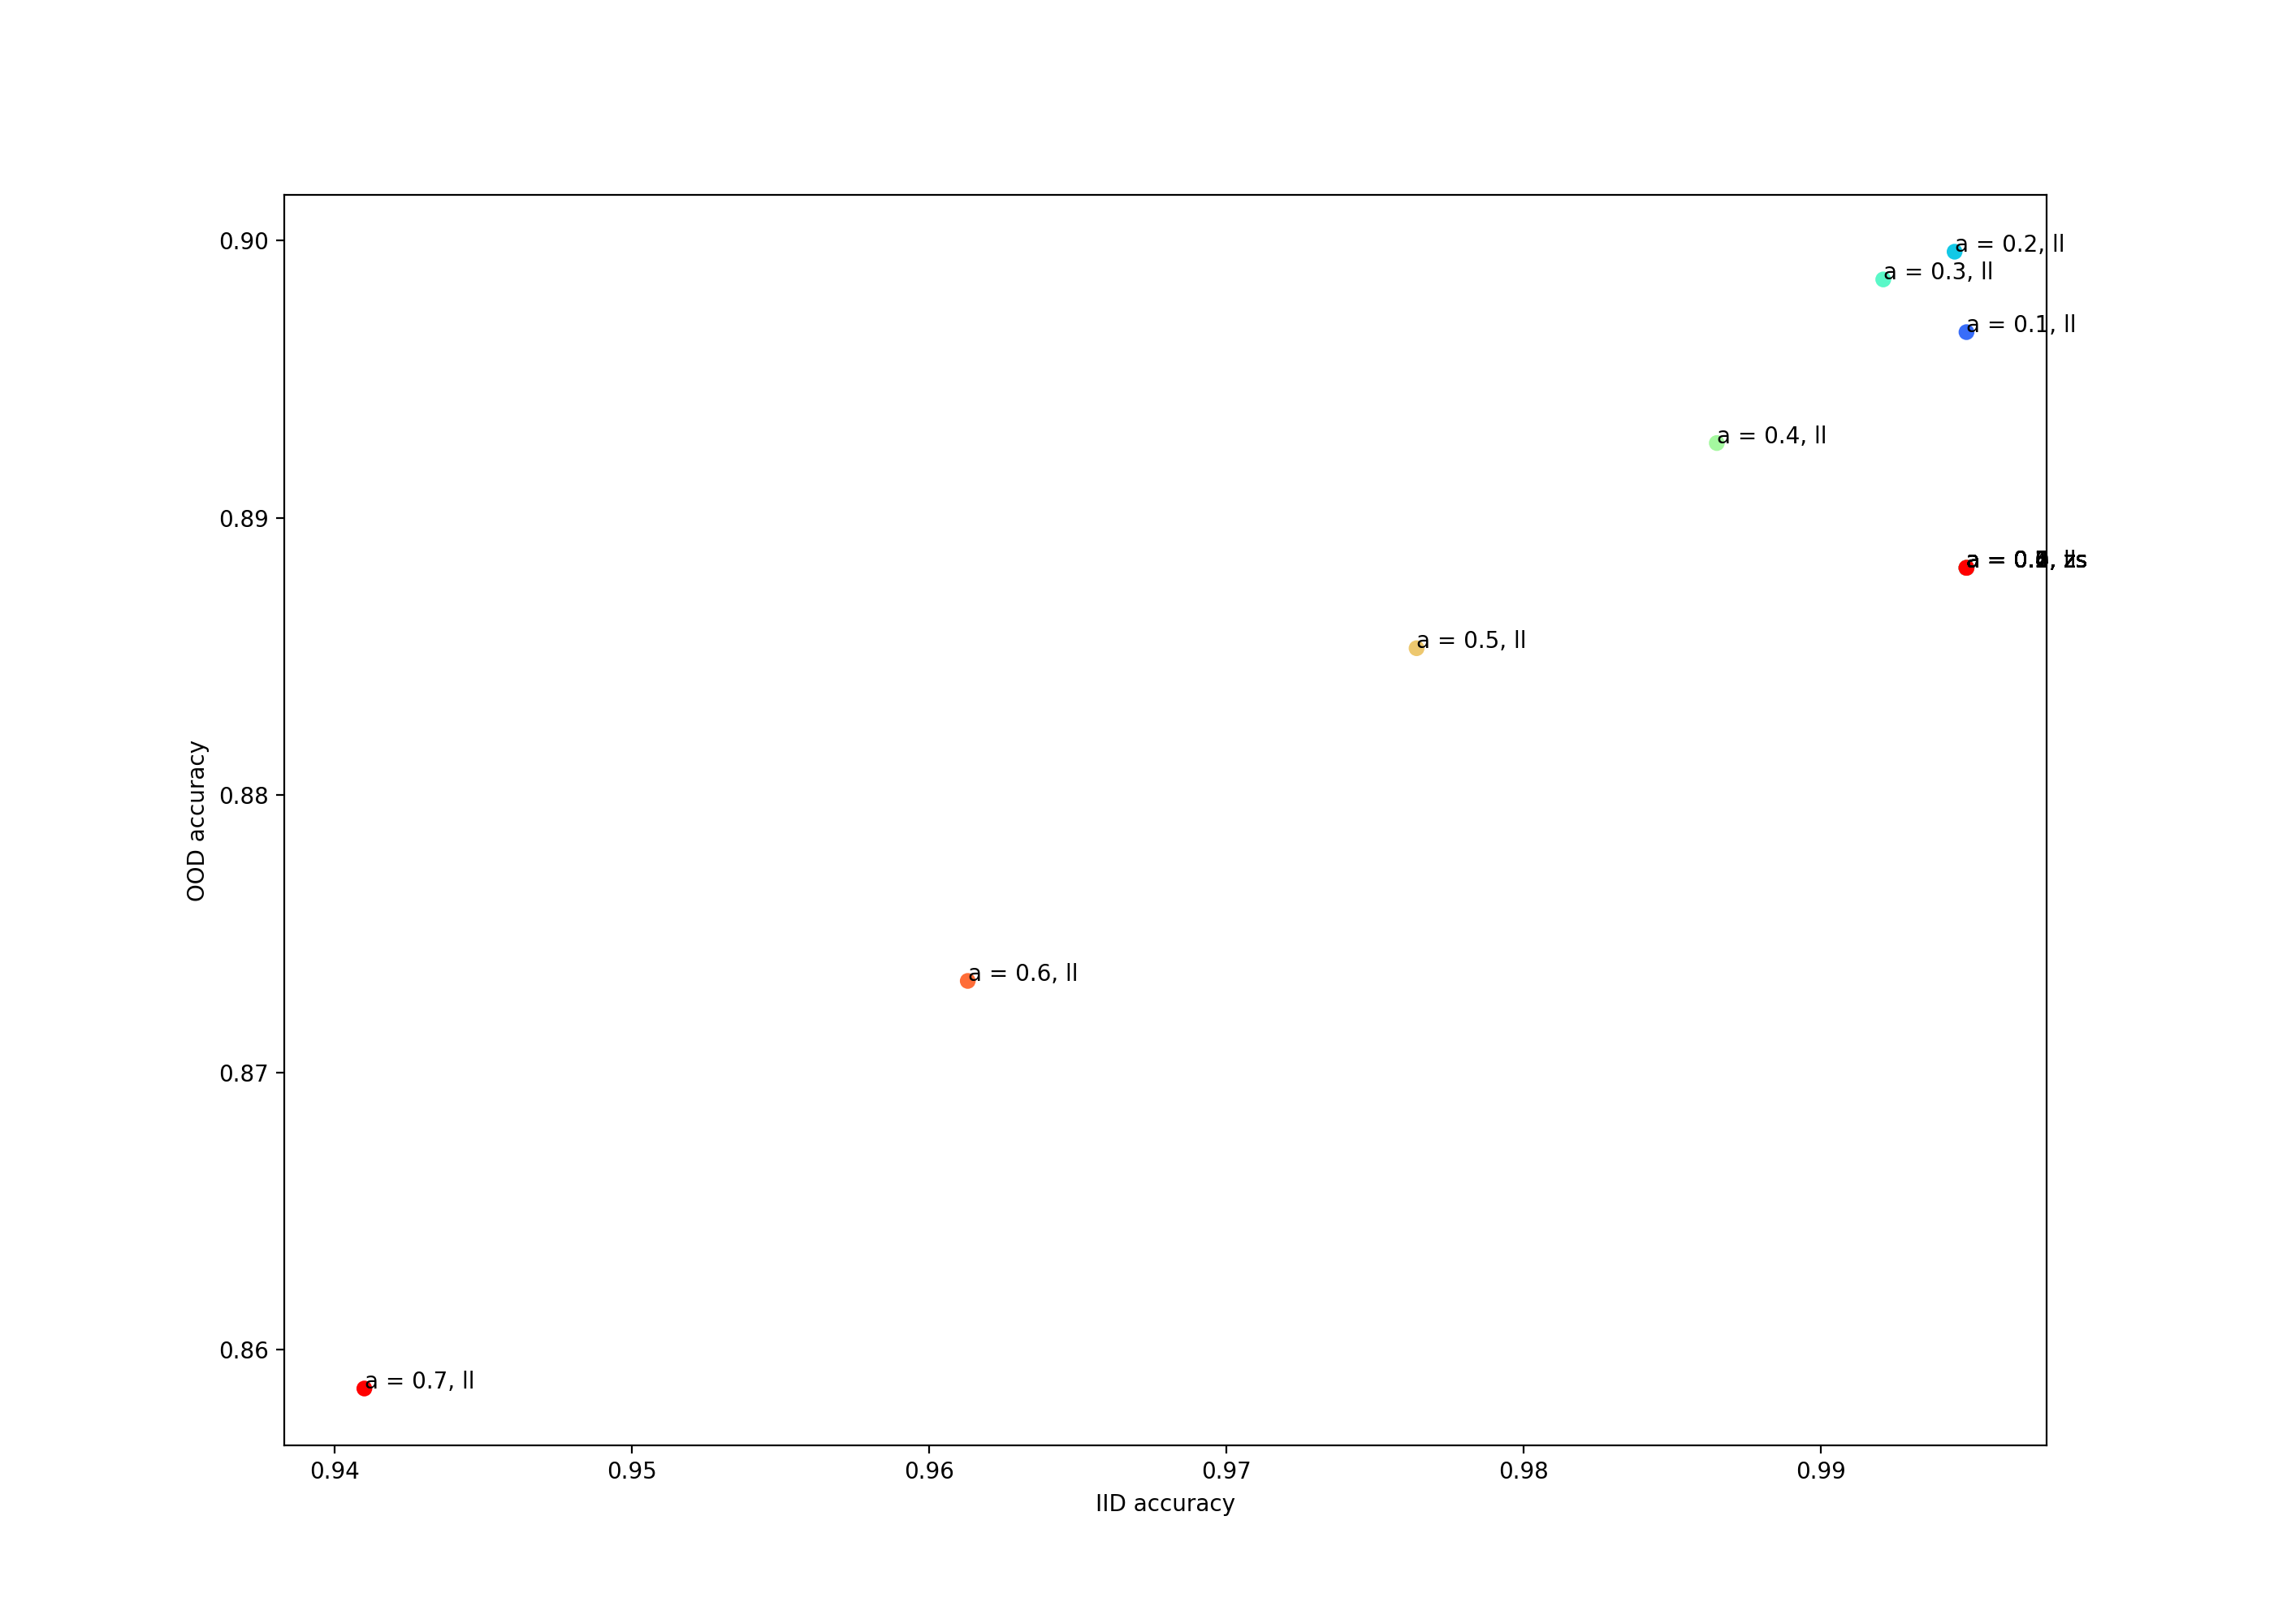 0.90
a = 0.2, ll
a = 0.3, ll
a = 0.1, ll
a = 0.4, ll
0.89
a = 0.5, ll
0.88
OOD accuracy
a = 0.6, ll
0.87
0.86
a = 0.7, ll
0.94 0.95 0.96 0.97 0.98 0.99
IID accuracy